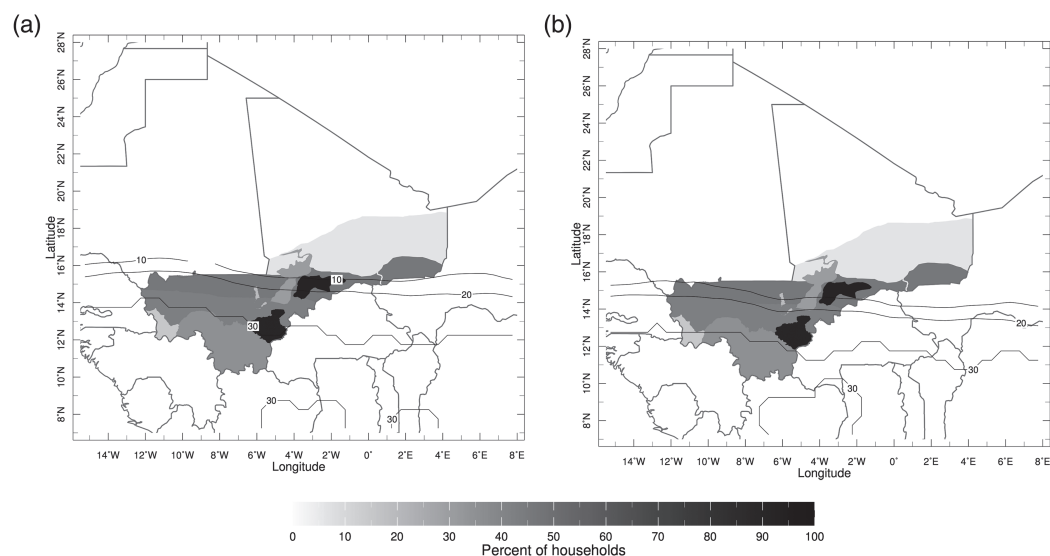 (a)
28˚N
26˚N
24˚N
22˚N
20˚N
18˚N
16˚N
14˚N
12˚N
10˚N
8˚N
Latitude
10
10
20
30
30
30
14˚W 12˚W 10˚W 8˚W 6˚W 4˚W 2˚W 0˚ 2˚E 4˚E 6˚E 8˚E
Longitude
(b)
28˚N
26˚N
24˚N
22˚N
20˚N
18˚N
16˚N
14˚N
12˚N
10˚N
8˚N
Latitude
20
30
30
14˚W 12˚W 10˚W 8˚W 6˚W 4˚W 2˚W 0˚ 2˚E 4˚E 6˚E 8˚E
Longitude
0 10 20 30 40 50 60 70 80 90 100
Percent of households